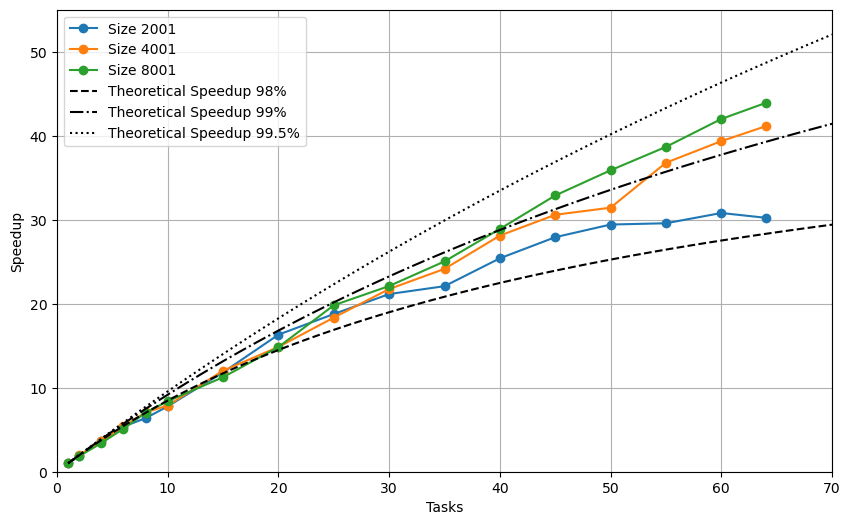 Size 2001
Size 4001
Size 8001
Theoretical Speedup 98%
Theoretical Speedup 99%
Theoretical Speedup 99.5%
50
40
30
20
10
0
Speedup
0 10 20 30 40 50 60 70
Tasks